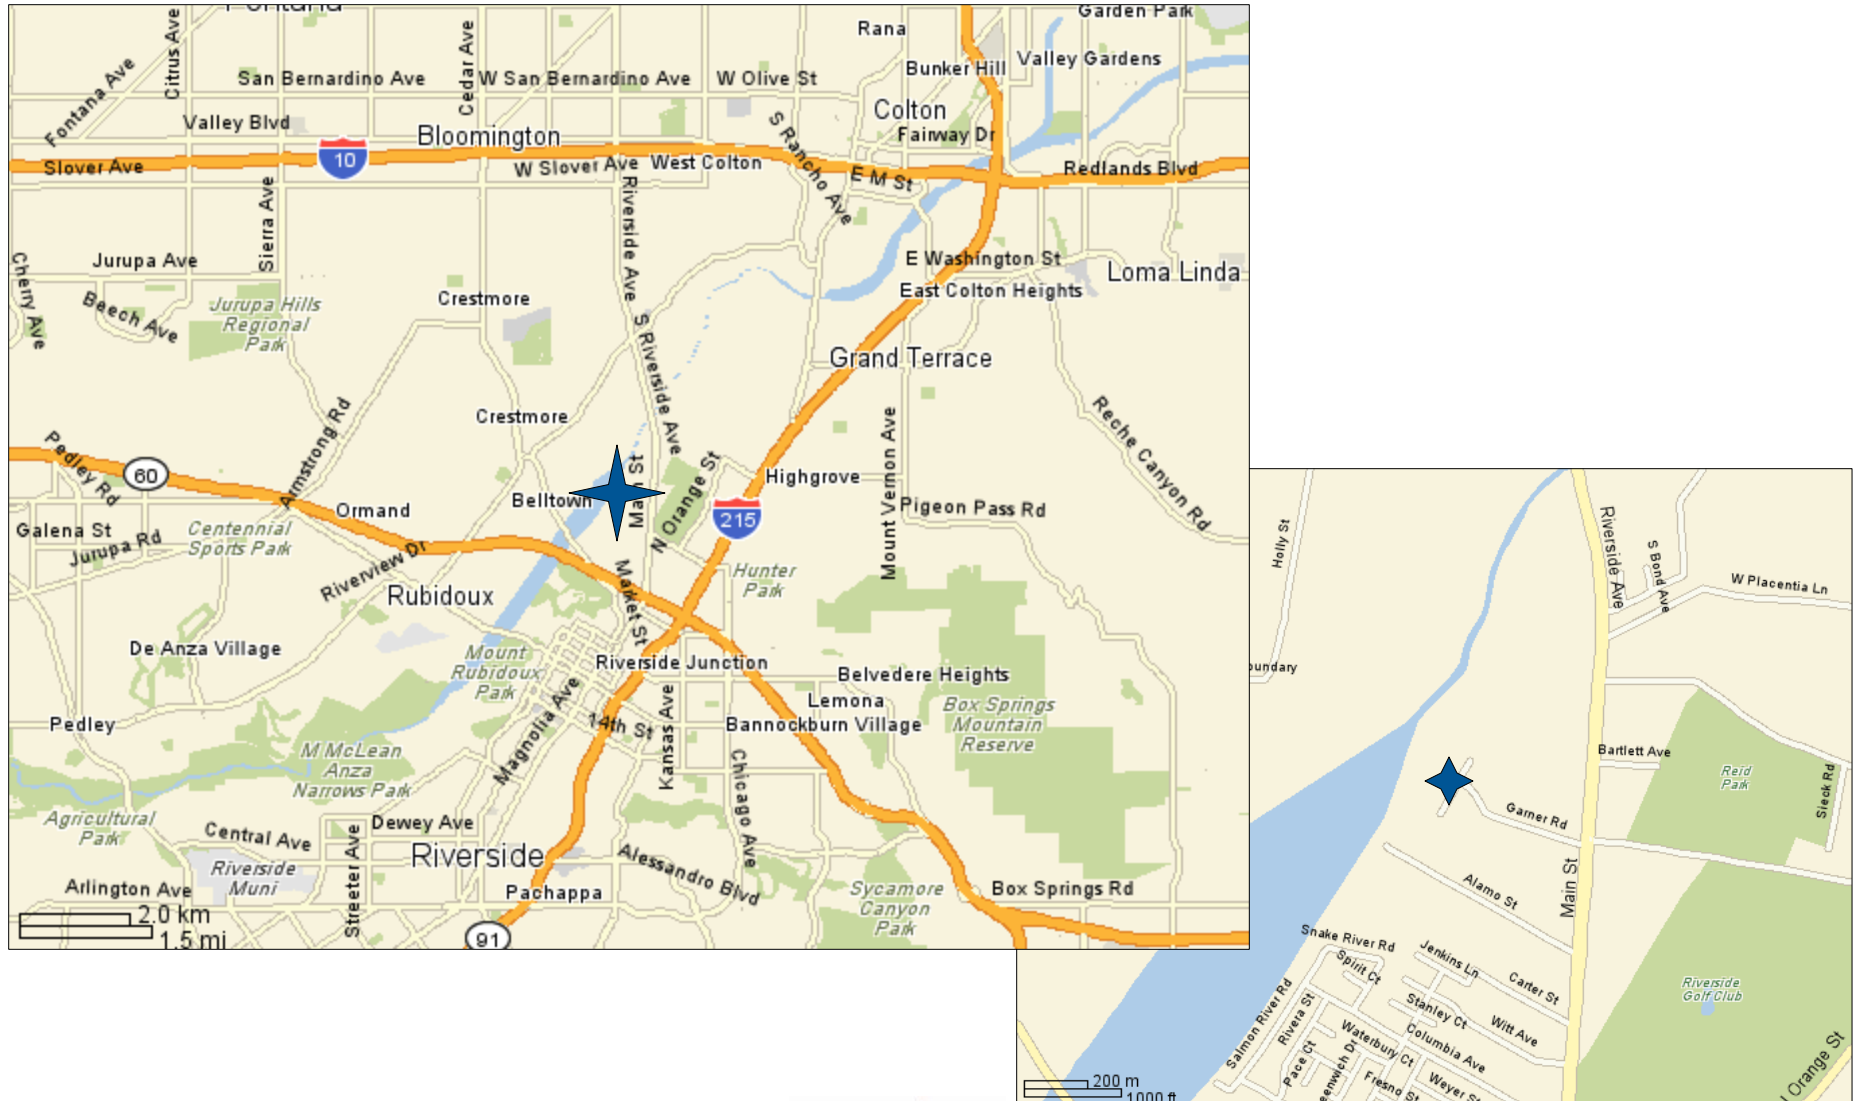 Fontana
Garden Park
Rana
Citrus Ave
Cedar Ave
Fontana Ave
San Bernardino Ave
W San Bernardino Ave
W Olive St
Bunker Hill
Valley Gardens
Valley Blvd
Bloomington
Colton
Fairway Dr
S Rancho Ave
Slover Ave
10
W Slover Ave
West Colton
E M St
Redlands Blvd
Sierra Ave
Riverside Ave
Cherry Ave
Jurupa Ave
E Washington St
Loma Linda
Beech Ave
Jurupa Hills
Regional
Park
Crestmore
East Colton Heights
S Riverside Ave
Grand Terrace
Armstrong Rd
Crestmore
Mount Vernon Ave
Reche Canyon Rd
Pedley Rd
60
Main St
N Orange St
Highgrove
Belltown
Ormand
215
Pigeon Pass Rd
Galena St
Jurupa Rd
Centennial
Sports Park
Riverview Dr
Rubidoux
Market St
Hunter
Park
De Anza Village
Mount
Rubidoux
Park
Riverside Junction
Belvedere Heights
Lemona
Box Springs
Mountain
Reserve
Pedley
Magnolia Ave
14th St
Kansas Ave
Bannockburn Village
M McLean
Anza
Narrows Park
Chicago Ave
Agricultural
Park
Central Ave
Dewey Ave
Riverside
Riverside
Muni
Streeter Ave
Alessandro Blvd
Arlington Ave
Pachappa
Sycamore
Canyon
Park
Box Springs Rd
2.0 km
1.5 mi
91
Holly St
Riverside Ave
S Bond Ave
W Placentia Ln
oundary
Bartlett Ave
Reid
Park
Sieck Rd
Garner Rd
Main St
Alamo St
Snake River Rd
Spirit Ct
Jenkins Ln
Carter St
Riverside
Golf Club
Salmon River Rd
Rivera St
Stanley Ct
Witt Ave
Waterbury Ct
Columbia Ave
Pace Ct
eenwich Dr
Fresno St
Weyer St
Orange St
200 m
1000 ft